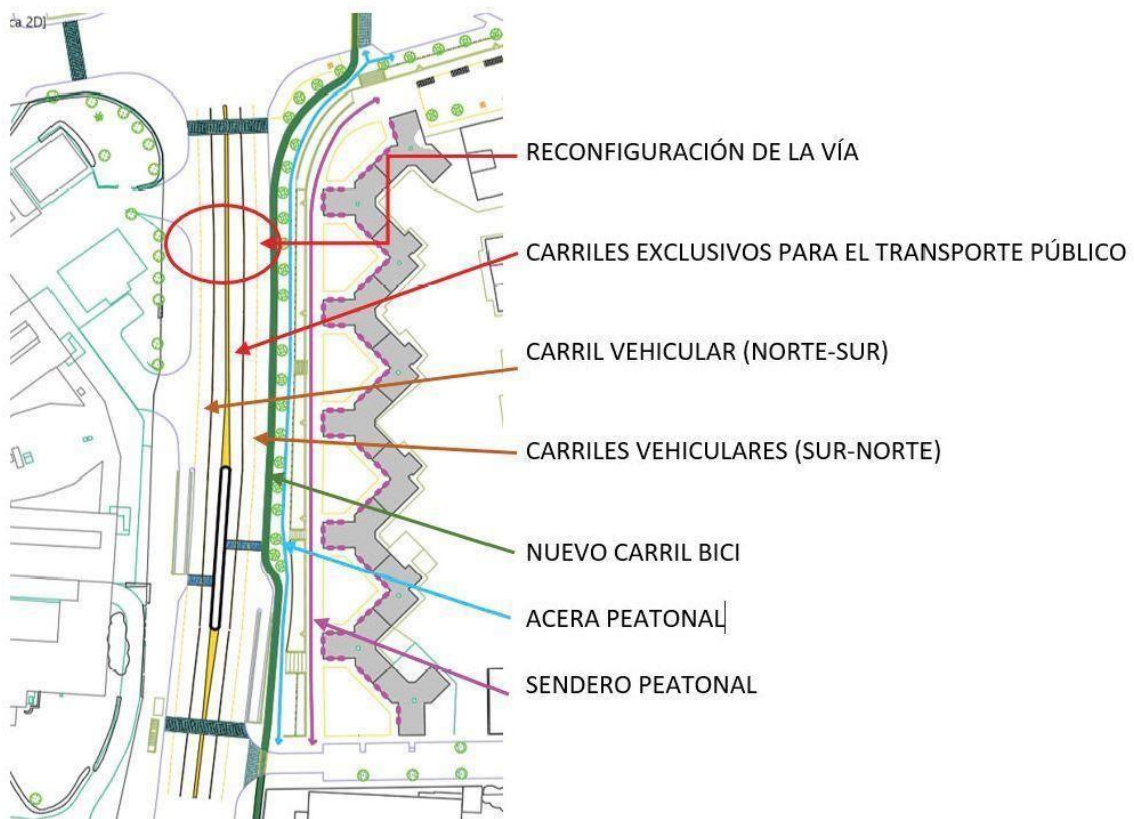 ca 2D]
RECONFIGURACIÓN DE LA VÍA
CARRILES EXCLUSIVOS PARA EL TRANSPORTE PÚBLICO
CARRIL VEHICULAR (NORTE-SUR)
CARRILES VEHICULARES (SUR-NORTE)
NUEVO CARRIL BICI
ACERA PEATONAL
SENDERO PEATONAL